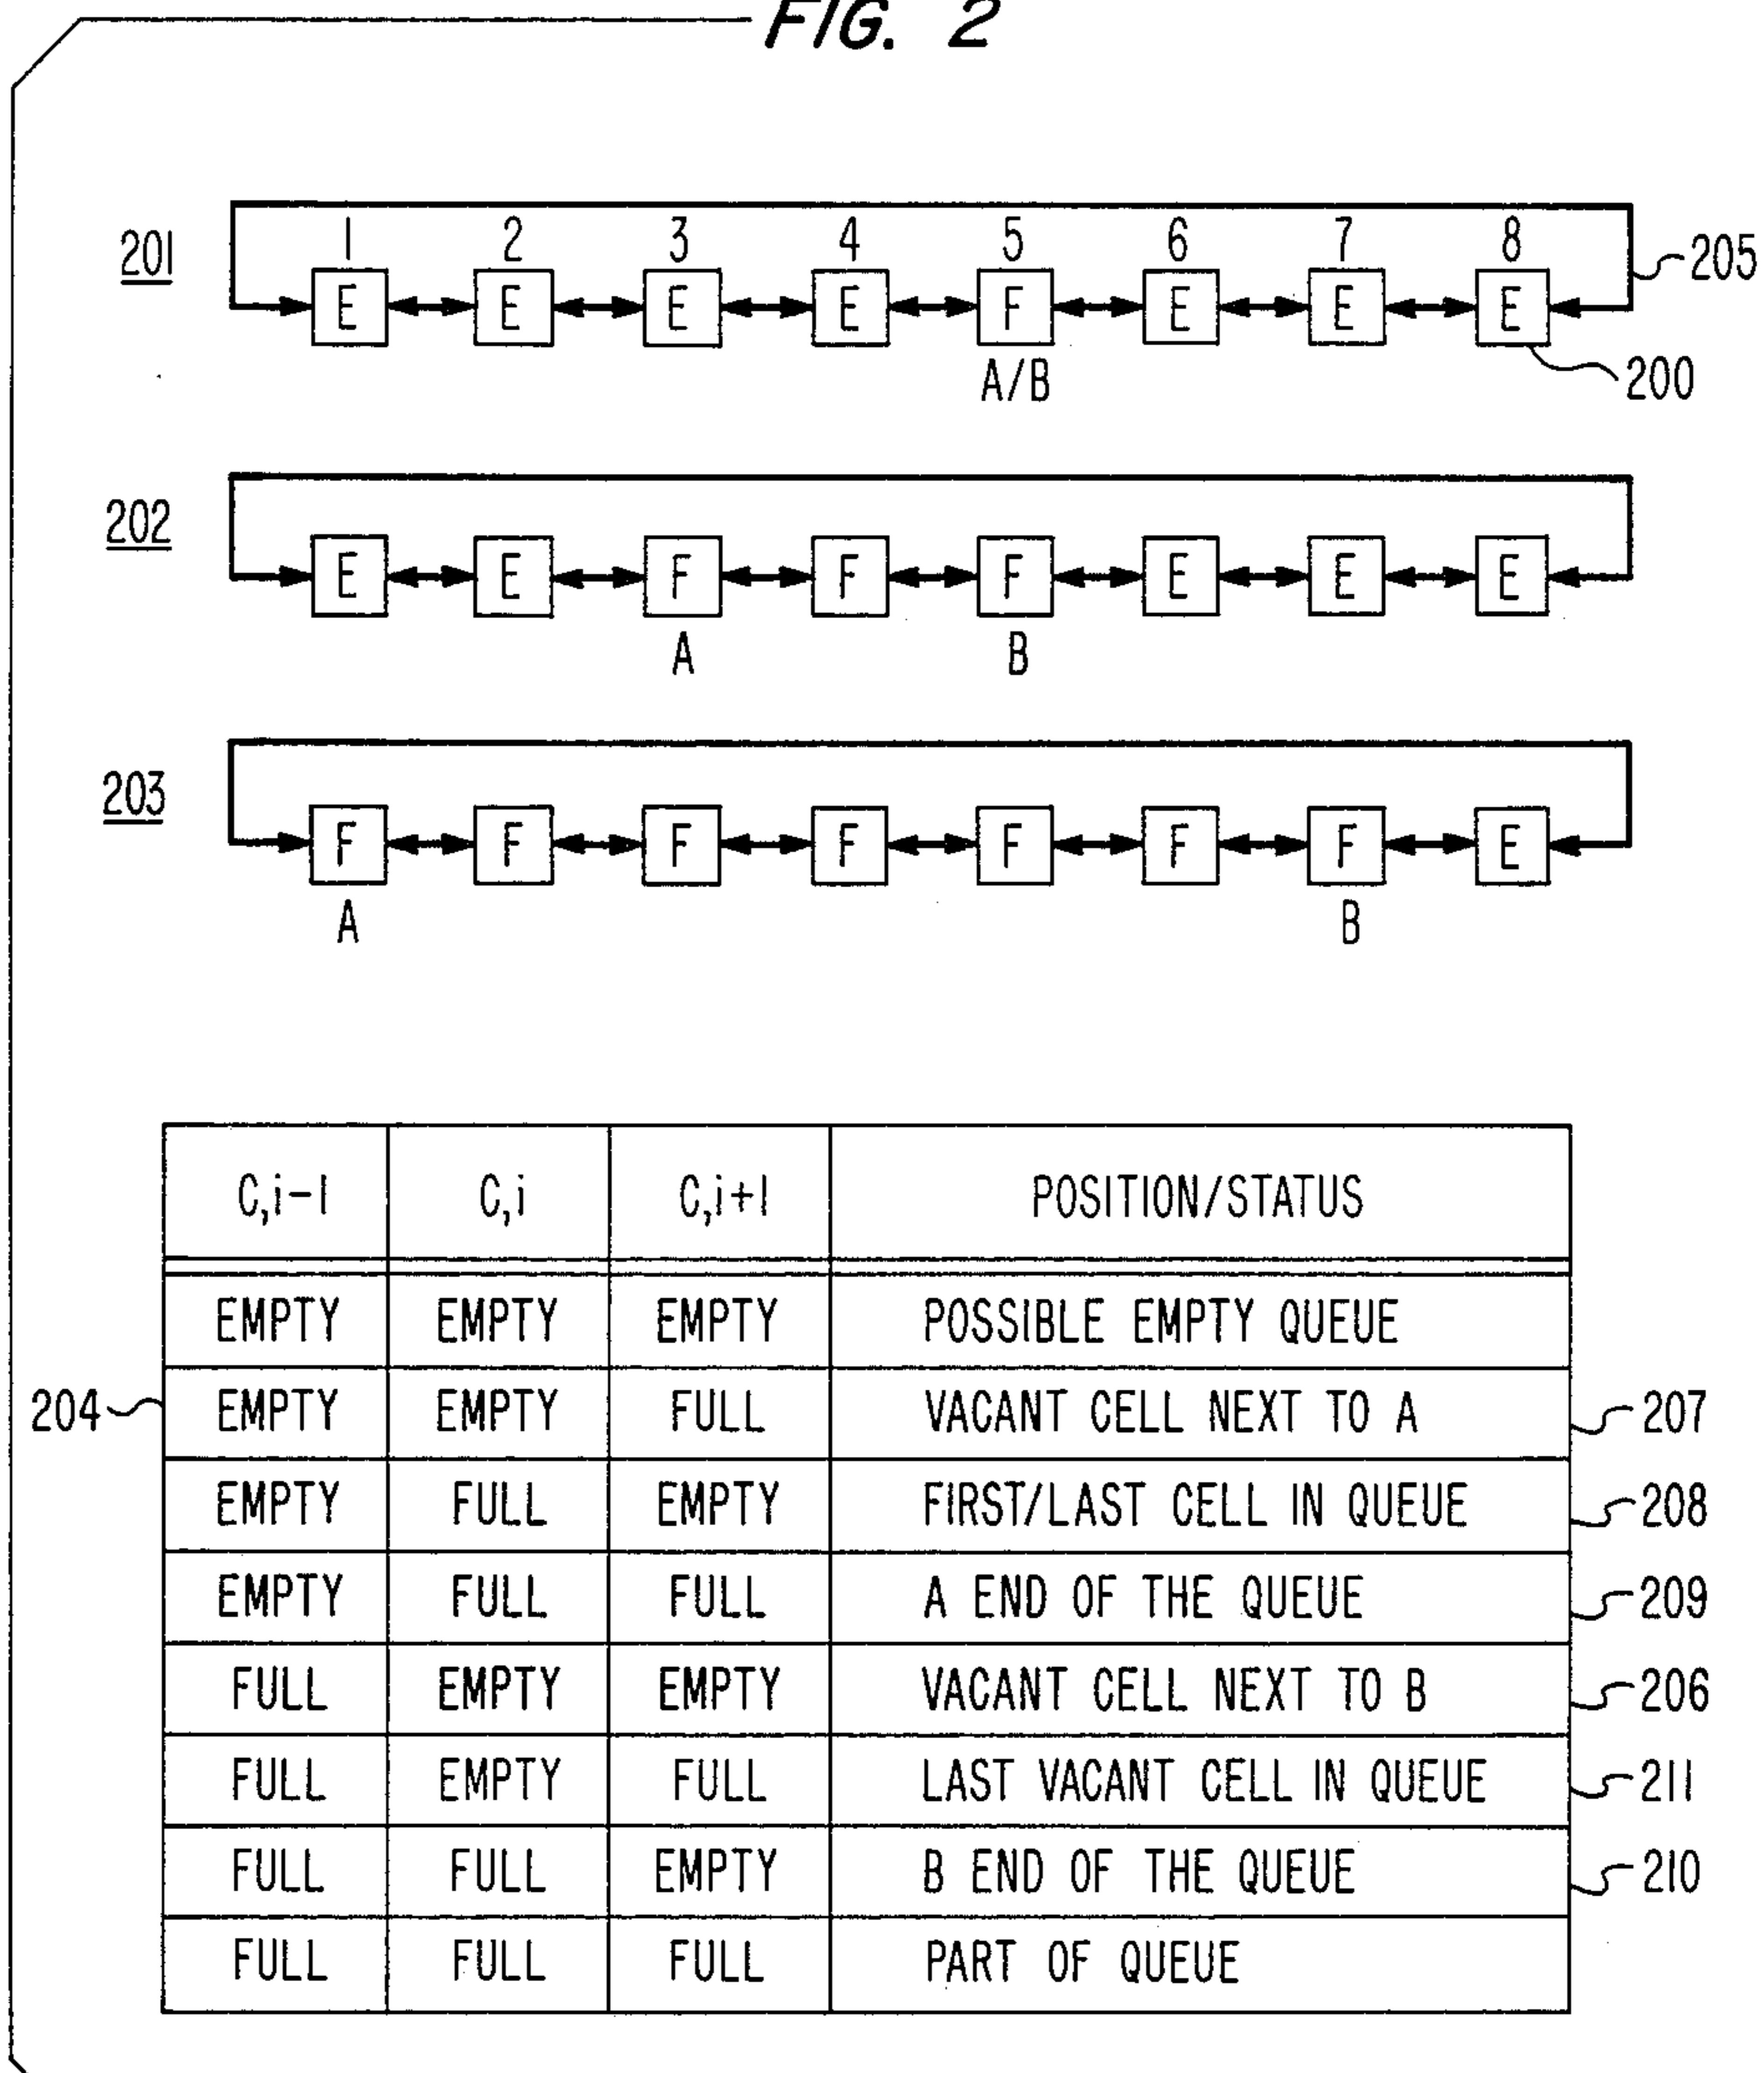 FIG. 2
1 2 3 4 5 6 7 8
201 E E E E F E E E 205
A/B 200
202 E E F F F E E E
A B
203 F F F F F F F E
A B
C,i-1 C,i C,i+1 POSITION/STATUS
EMPTY EMPTY EMPTY POSSIBLE EMPTY QUEUE
204 EMPTY EMPTY FULL VACANT CELL NEXT TO A 207
EMPTY FULL EMPTY FIRST/LAST CELL IN QUEUE 208
EMPTY FULL FULL A END OF THE QUEUE 209
FULL EMPTY EMPTY VACANT CELL NEXT TO B 206
FULL EMPTY FULL LAST VACANT CELL IN QUEUE 211
FULL FULL EMPTY B END OF THE QUEUE 210
FULL FULL FULL PART OF QUEUE